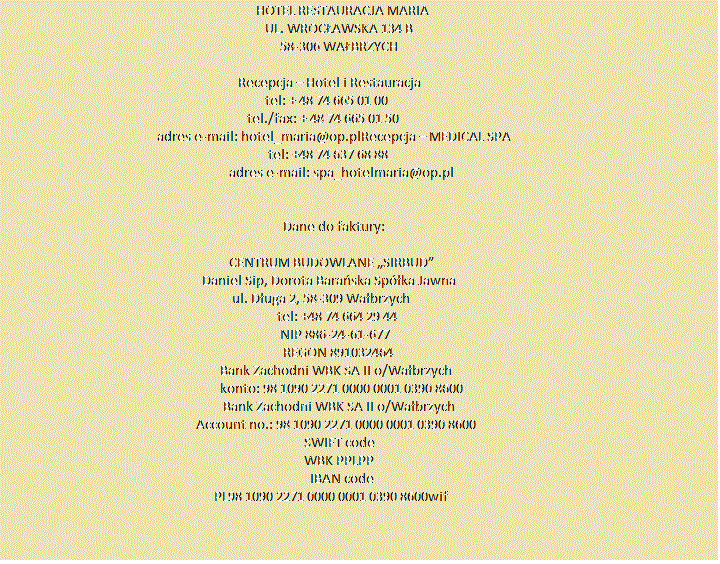 HOTEL RESTAURACJA MARIA
UL. WROCŁAWSKA 134 B
58-306 WAŁBRZYCH
Recepcja – Hotel i Restauracja
tel: +48 74 665 01 00
tel./fax: +48 74 665 01 50
adres e-mail: hotel_maria@op.plRecepcja – MEDICAL SPA
tel: +48 74 637 68 88
adres e-mail: spa_hotelmaria@op.pl
Dane do faktury:
CENTRUM BUDOWLANE „SIRBUD”
Daniel Sip, Dorota Barańska Spółka Jawna
ul. Długa 2, 58-309 Wałbrzych
tel: +48 74 664 29 44
NIP 886-24-61-677
REGON 891032464
Bank Zachodni WBK SA II o/Wałbrzych
konto: 98 1090 2271 0000 0001 0390 8600
Bank Zachodni WBK SA II o/Wałbrzych
Account no.: 98 1090 2271 0000 0001 0390 8600
SWIFT code
WBK PPLPP
IBAN code
PL98 1090 2271 0000 0001 0390 8600wif